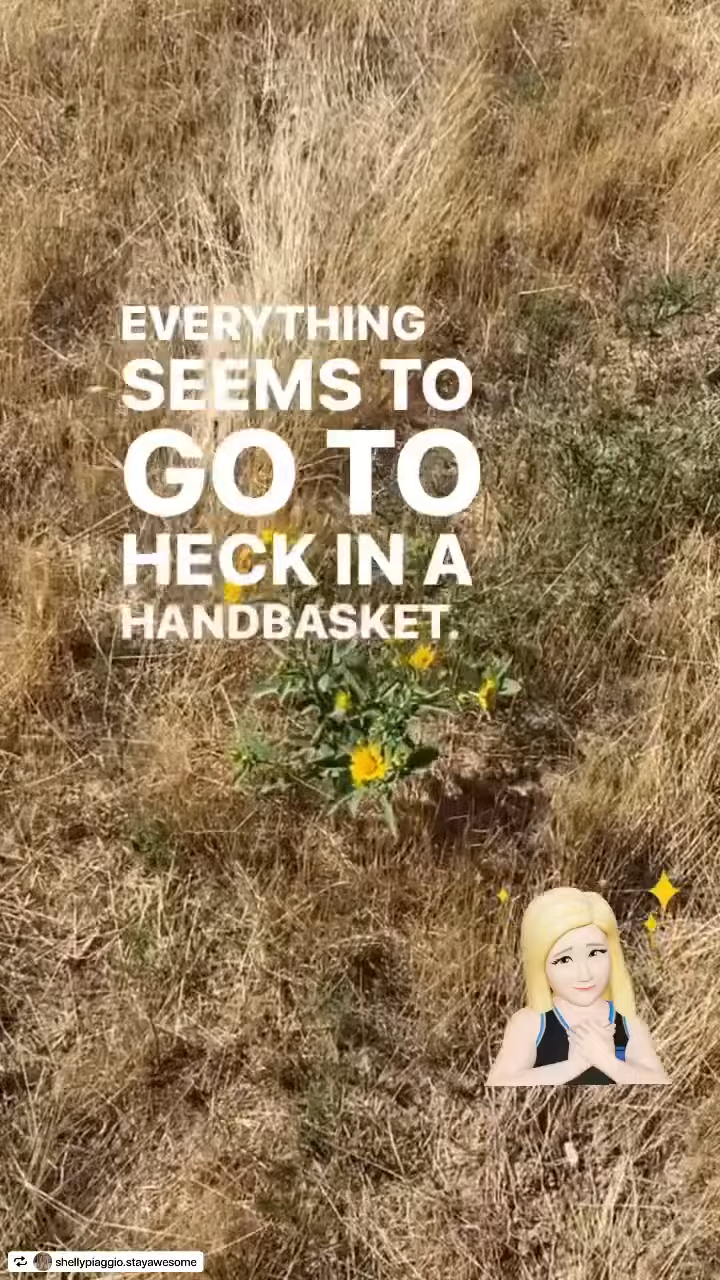 EVERYTHING
SEEMS TO
GO TO
HECK IN A
HANDBASKET.
shellypiaggio.stayawesome